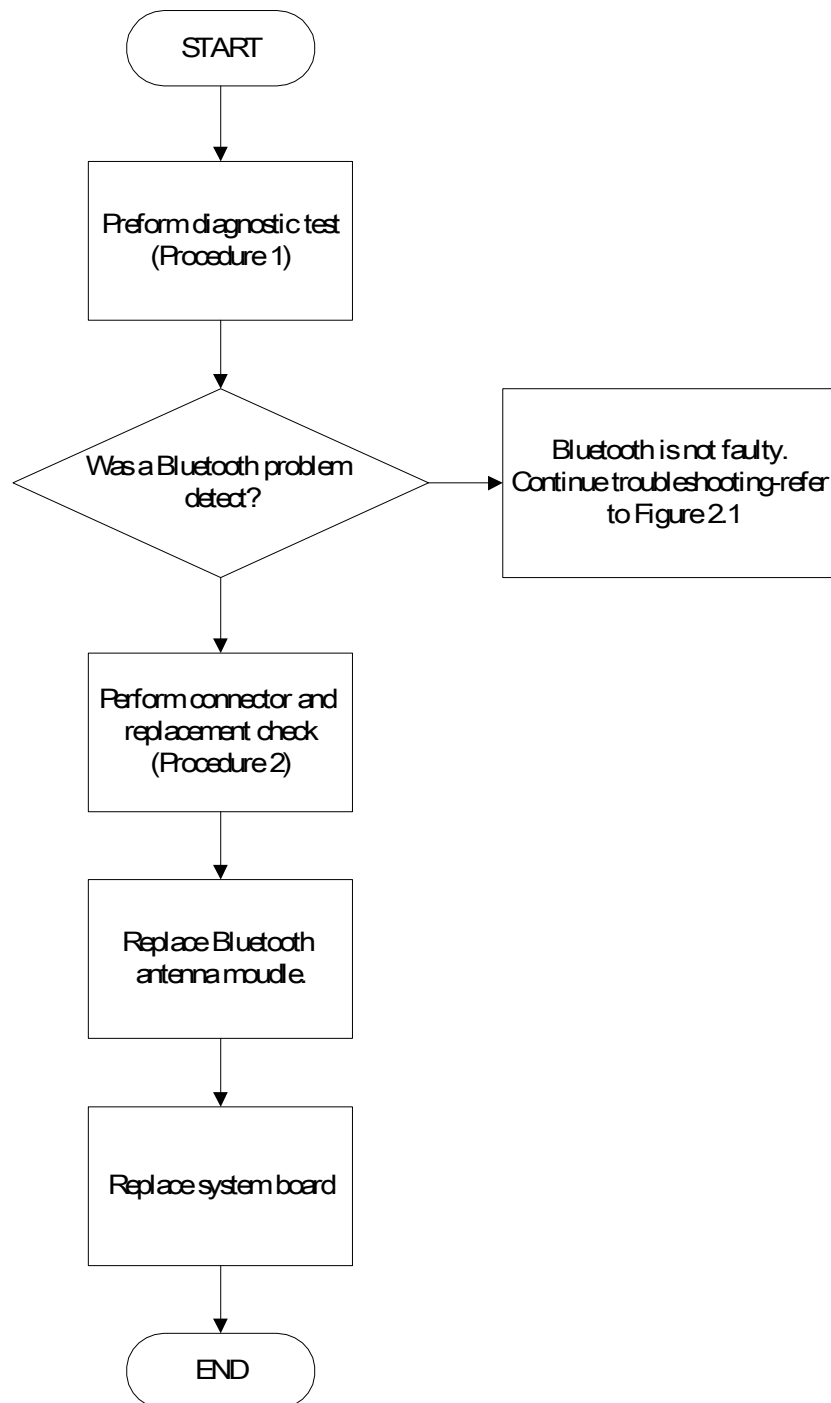 START
Preform diagnostic test
(Procedure 1)
Was a Bluetooth problem
detect?
Bluetooth is not faulty.
Continue troubleshooting-refer
to Figure 2.1
Perform connector and
replacement check
(Procedure 2)
Replace Bluetooth
antenna moudle.
Replace system board
END